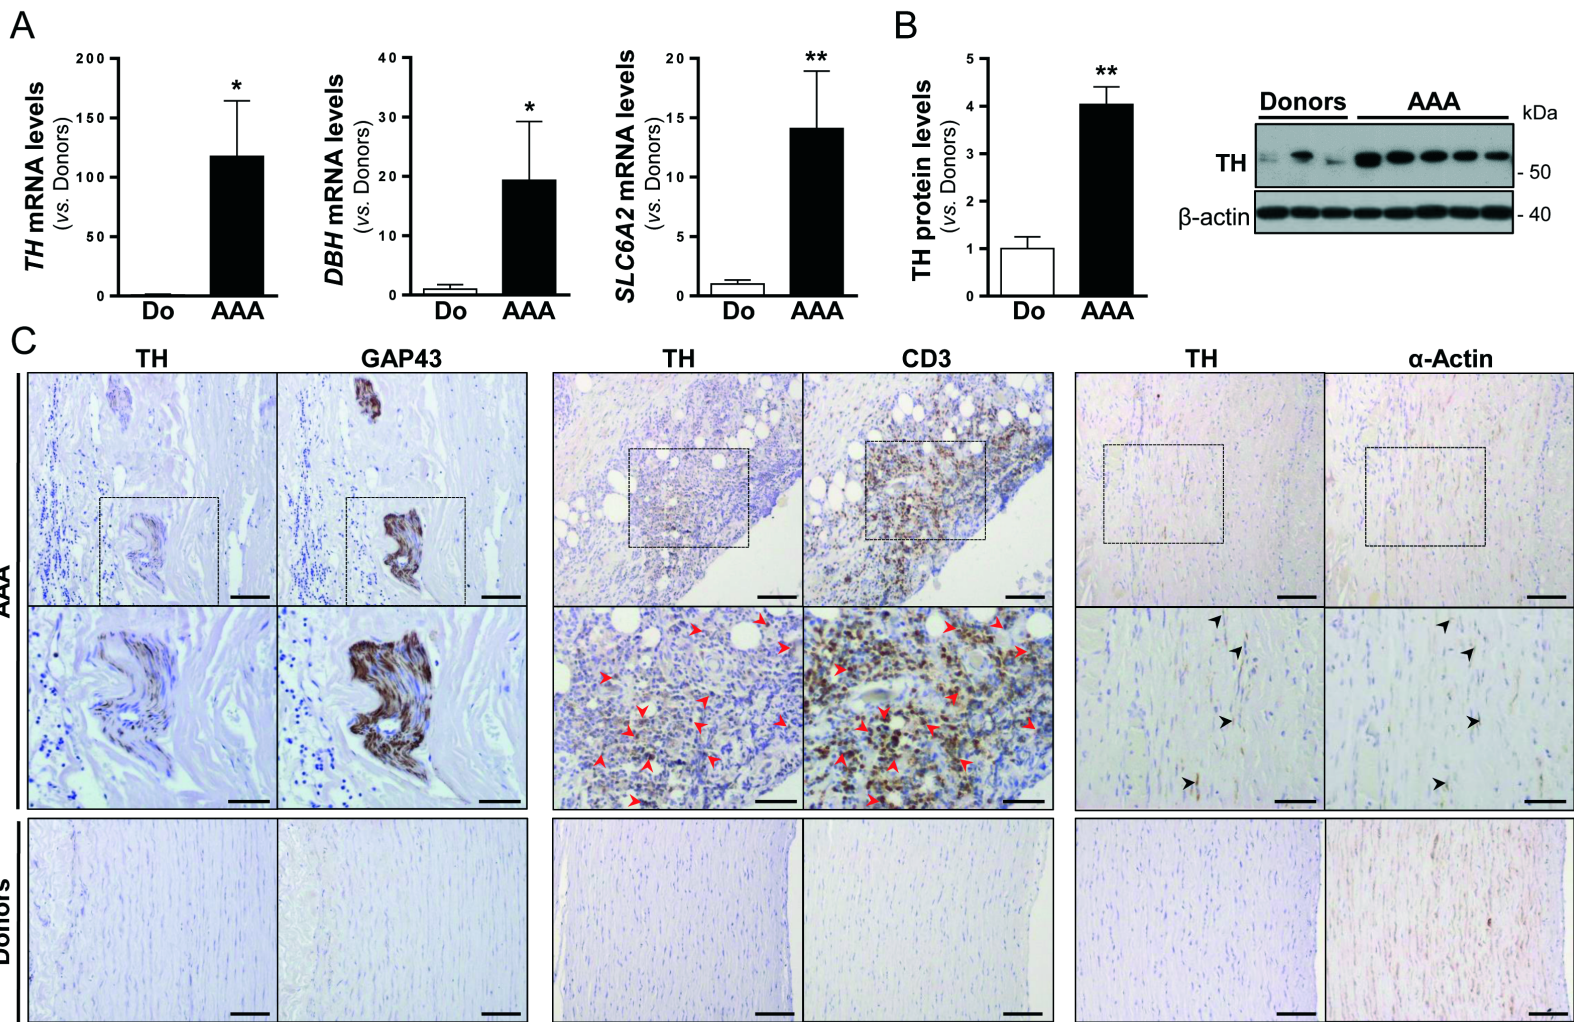 A
TH mRNA levels
(vs. Donors)
200
150
100
50
0
*
Do
AAA
DBH mRNA levels
(vs. Donors)
40
30
20
10
0
*
Do
AAA
SLC6A2 mRNA levels
(vs. Donors)
20
15
10
5
0
**
Do
AAA
B
TH protein levels
(vs. Donors)
5
4
3
2
1
0
**
Do
AAA
Donors AAA
kDa
TH
- 50
β-actin
- 40
C
TH GAP43 TH CD3 TH α-Actin
AAA
Donors